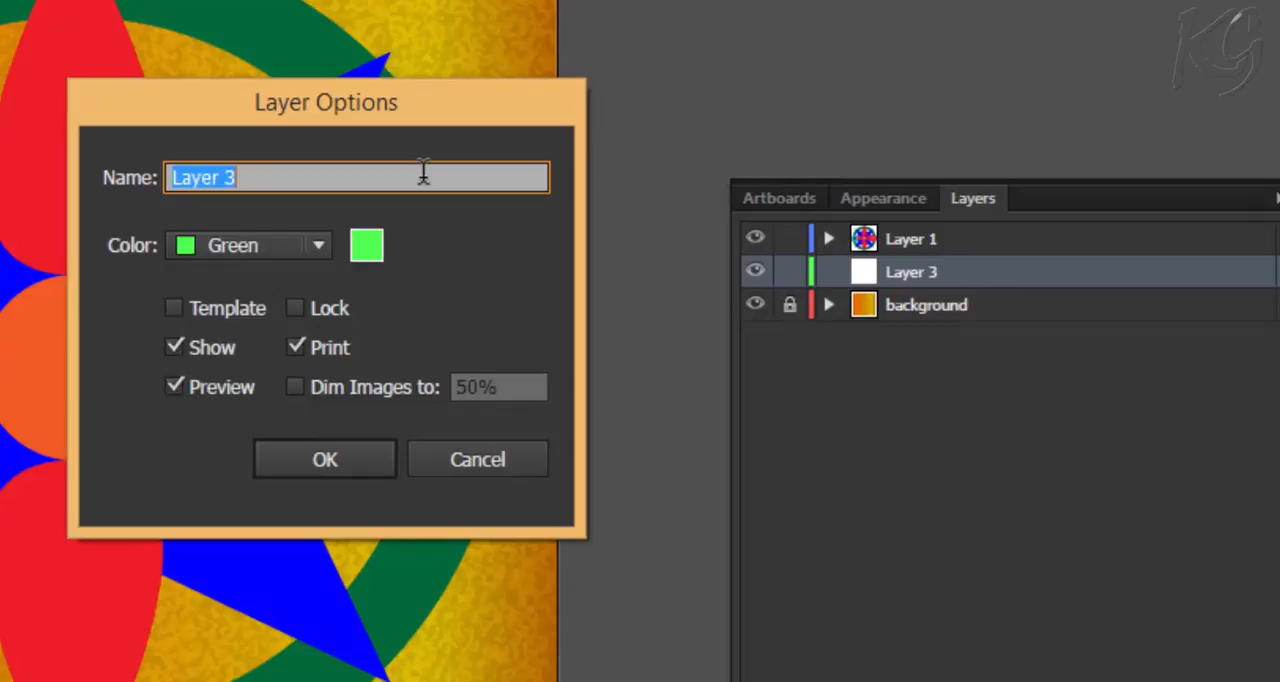 Layer Options
Name: Layer 3
Color: Green
Template Lock
Show Print
Preview Dim Images to: 50%
OK Cancel
Artboards Appearance Layers
Layer 1
Layer 3
background
KG